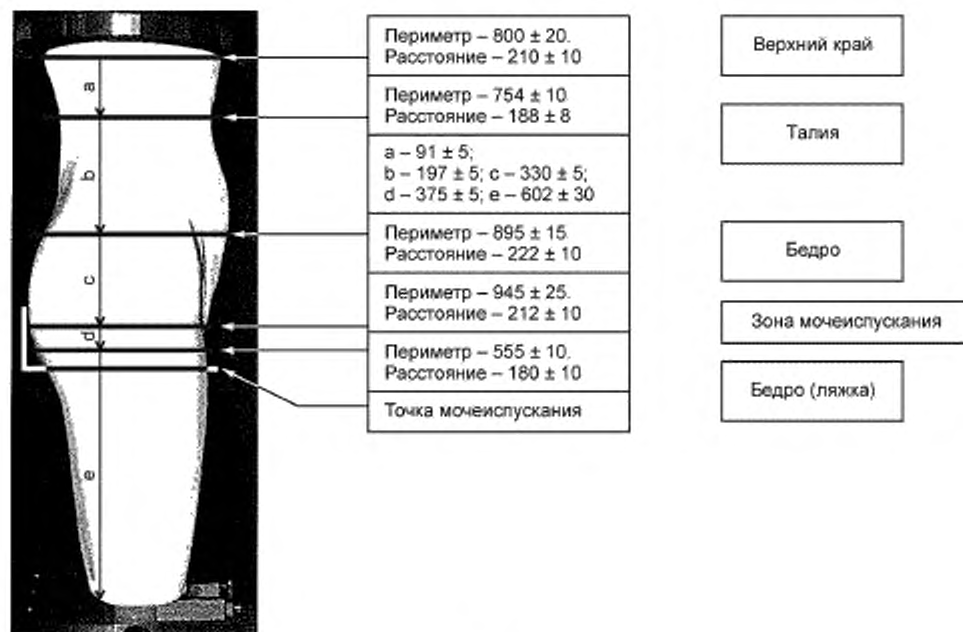 Периметр – 800 ± 20.
Расстояние – 210 ± 10
Периметр – 754 ± 10.
Расстояние – 188 ± 8
a – 91 ± 5;
b – 197 ± 5; c – 330 ± 5;
d – 375 ± 5; e – 602 ± 30
Периметр – 895 ± 15.
Расстояние – 222 ± 10
Периметр – 945 ± 25.
Расстояние – 212 ± 10
Периметр – 555 ± 10.
Расстояние – 180 ± 10
Точка мочеиспускания
Верхний край
Талия
Бедро
Зона мочеиспускания
Бедро (ляжка)
a
b
c
d
e